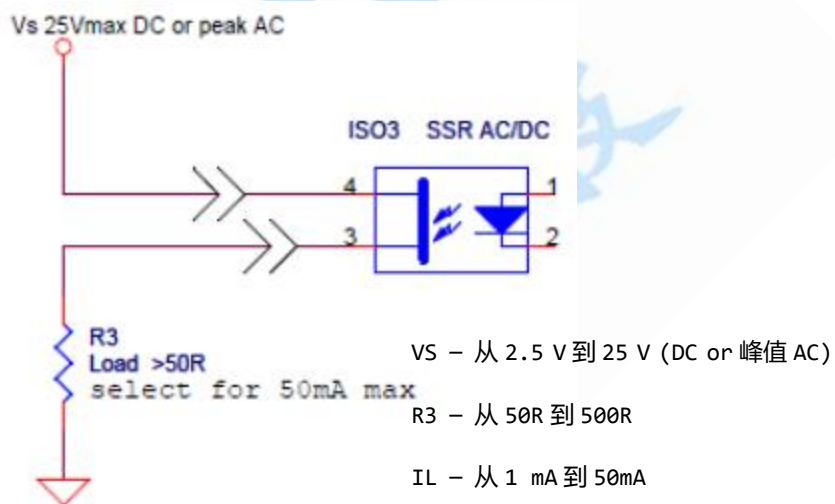 Vs 25Vmax DC or peak AC
ISO3 SSR AC/DC
4
1
3
2
R3
Load >50R
select for 50mA max
VS – 从 2.5 V 到 25 V (DC or 峰值 AC)
R3 – 从 50R 到 500R
IL – 从 1 mA 到 50mA